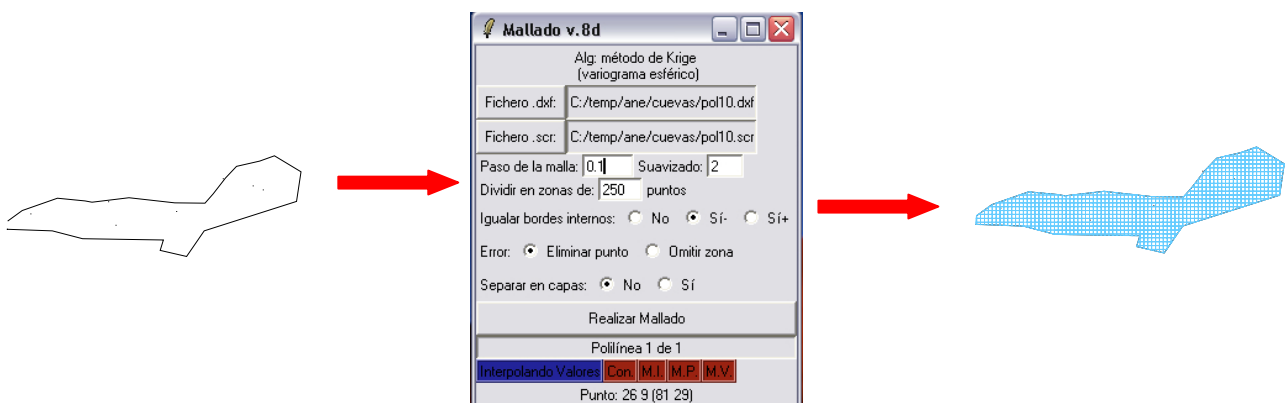 Mallado v.8d
Alg: método de Krige
(variograma esférico)
Fichero .dxf: C:/temp/ane/cuevas/pol10.dxf
Fichero .scr: C:/temp/ane/cuevas/pol10.scr
Paso de la malla: 0.1 Suavizado: 2
Dividir en zonas de: 250 puntos
Igualar bordes internos: No Sí- Sí+
Error: Eliminar punto Omitir zona
Separar en capas: No Sí
Realizar Mallado
Polilínea 1 de 1
Interpolando Valores Con. M.I. M.P. M.V.
Punto: 26 9 (81 29)